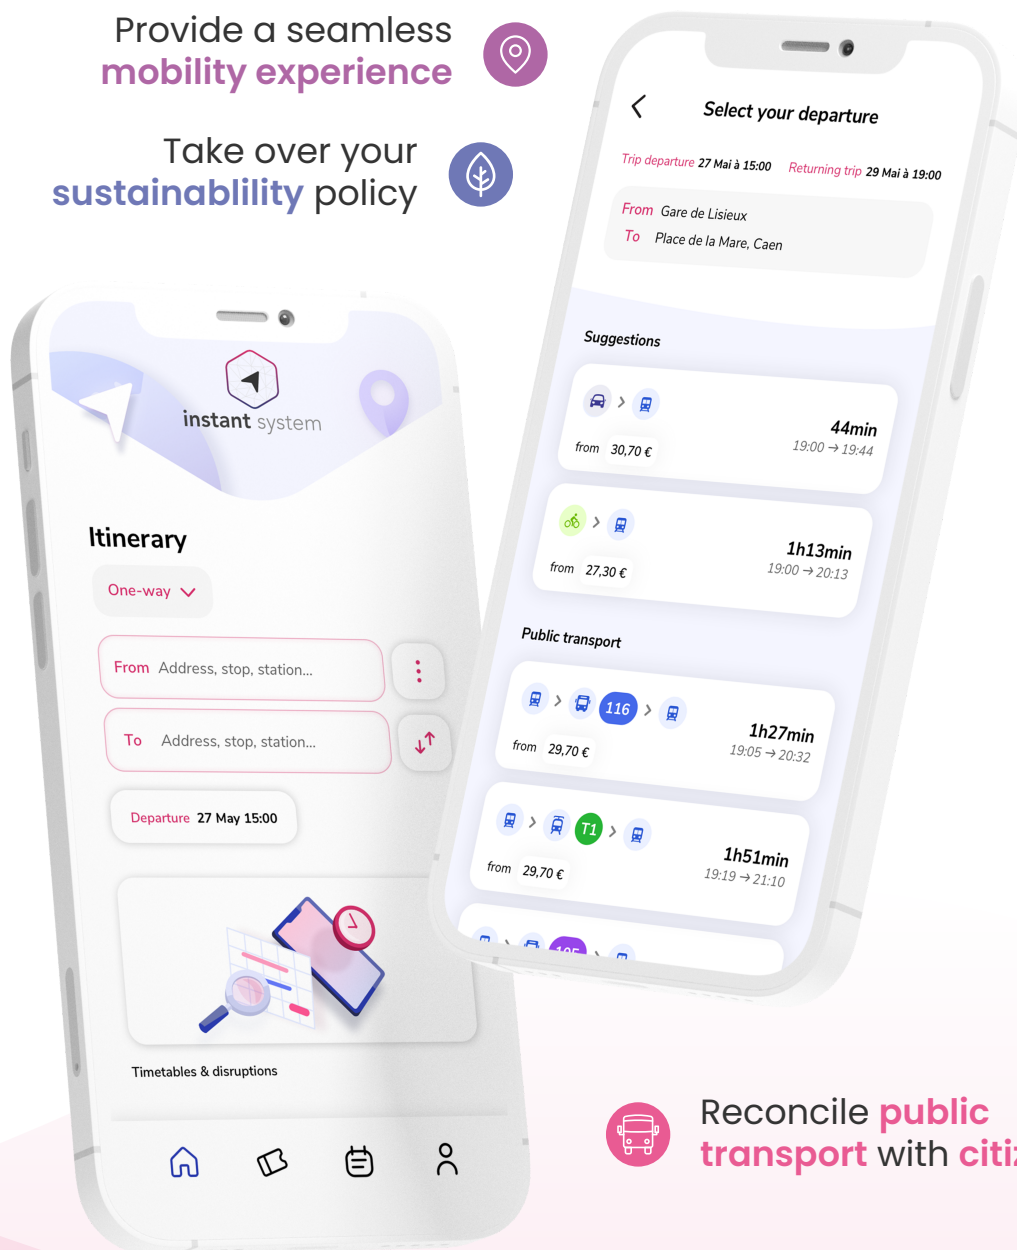 Provide a seamless
mobility experience
Take over your
sustainablility policy
instant system
Itinerary
One-way
From Address, stop, station...
To Address, stop, station...
Departure 27 May 15:00
Timetables & disruptions
Select your departure
Trip departure 27 Mai à 15:00 Returning trip 29 Mai à 19:00
From Gare de Lisieux
To Place de la Mare, Caen
Suggestions
44min
from 30,70 € 19:00 → 19:44
1h13min
from 27,30 € 19:00 → 20:13
Public transport
116
1h27min
from 29,70 € 19:05 → 20:32
T1
1h51min
from 29,70 € 19:19 → 21:10
Reconcile public
transport with